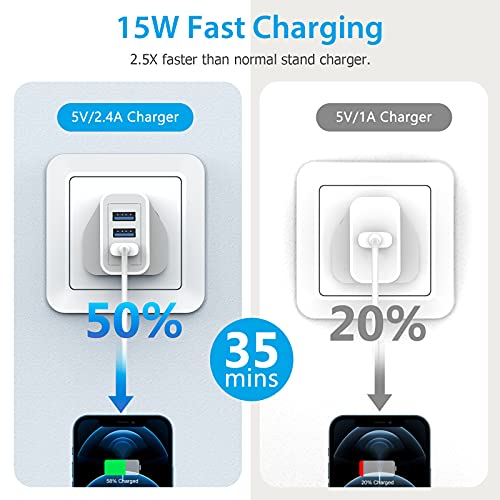 15W Fast Charging
2.5X faster than normal stand charger.
5V/2.4A Charger
5V/1A Charger
50%
20%
35
mins
50% Charged
20% Charged